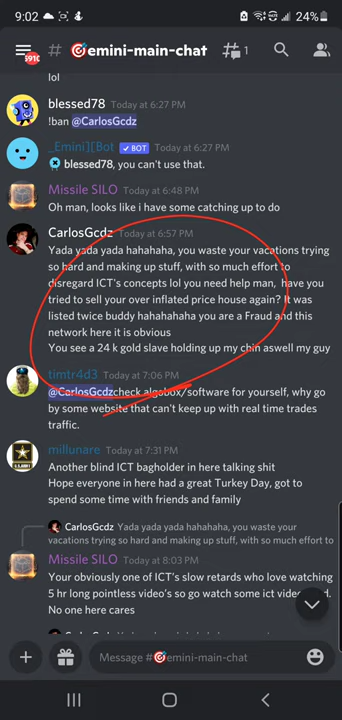 9:02
24%
910
# 🎯emini-main-chat
1
lol
blessed78 Today at 6:27 PM
!ban @CarlosGcdz
_Emini][Bot ✔ BOT Today at 6:27 PM
blessed78, you can't use that.
Missile SILO Today at 6:48 PM
Oh man, looks like i have some catching up to do
CarlosGcdz Today at 6:57 PM
Yada yada yada hahahaha, you waste your vacations trying
so hard and making up stuff, with so much effort to
disregard ICT's concepts lol you need help man, have you
tried to sell your over inflated price house again? It was
listed twice buddy hahahahaha you are a Fraud and this
network here it is obvious
You see a 24 k gold slave holding up my chin aswell my guy
timtr4d3 Today at 7:06 PM
@CarlosGcdzcheck algobox/software for yourself, why go
by some website that can't keep up with real time trades
traffic.
millunare Today at 7:31 PM
Another blind ICT bagholder in here talking shit
Hope everyone in here had a great Turkey Day, got to
spend some time with friends and family
CarlosGcdz Yada yada yada hahahaha, you waste your
vacations trying so hard and making up stuff, with so much effort to
Missile SILO Today at 8:03 PM
Your obviously one of ICT's slow retards who love watching
5 hr long pointless video's so go watch some ict vide
No one here cares
CarlosGcdz
Message #🎯emini-main-chat